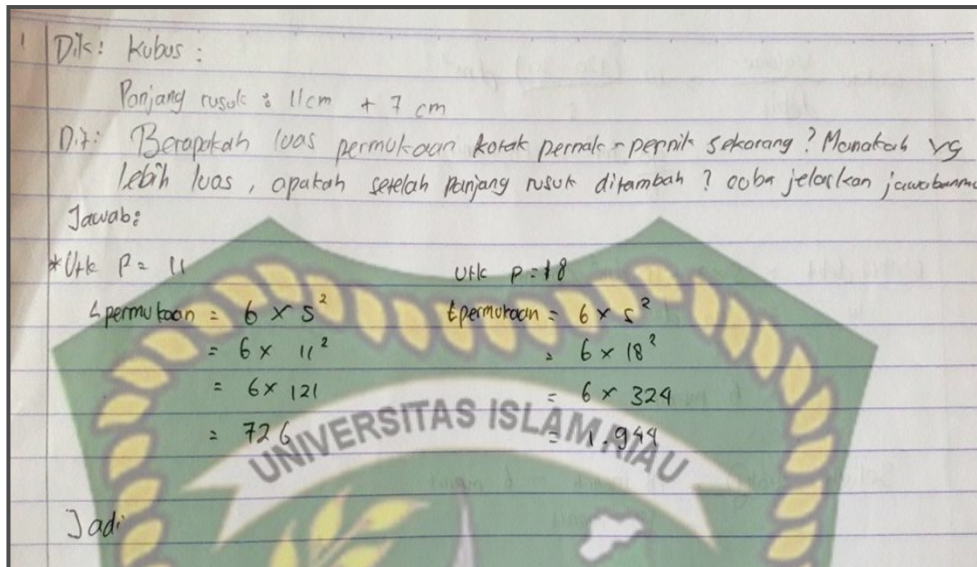 1 Dik: Kubus :
Panjang rusuk : 11 cm + 7 cm
Dit: Berapakah luas permukaan kotak pernak-pernik sekarang? Manakah yg
lebih luas, apakah setelah panjang rusuk ditambah? coba jelaskan jawabanmu
Jawab:
*Utk P = 11
L permukaan = 6 × s²
= 6 × 11²
= 6 × 121
= 726
Utk P = 18
L permukaan = 6 × s²
= 6 × 18²
= 6 × 324
= 1.944
Jadi
UNIVERSITAS ISLAM RIAU